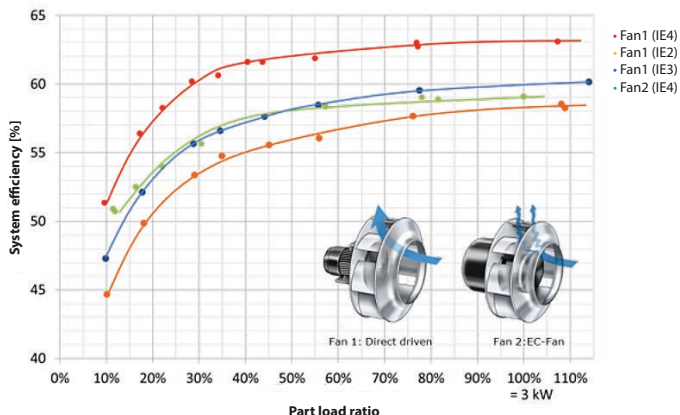 65
60
55
50
45
40
System efficiency [%]
Fan1 (IE4)
Fan1 (IE2)
Fan1 (IE3)
Fan2 (IE4)
Fan 1: Direct driven
Fan 2:EC-Fan
0% 10% 20% 30% 40% 50% 60% 70% 80% 90% 100% 110%
= 3 kW
Part load ratio